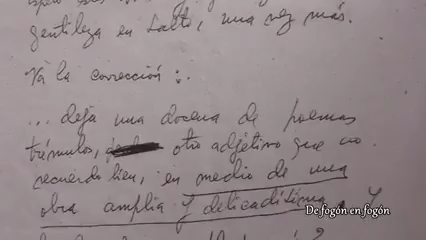 gentileza en Salto, una vez más.
Va la corrección:.
... deja una docena de poemas
trémulos, otro adjetivo que no
recuerdo bien, en medio de una
obra amplia y delicadísima, y
De fogón en fogón